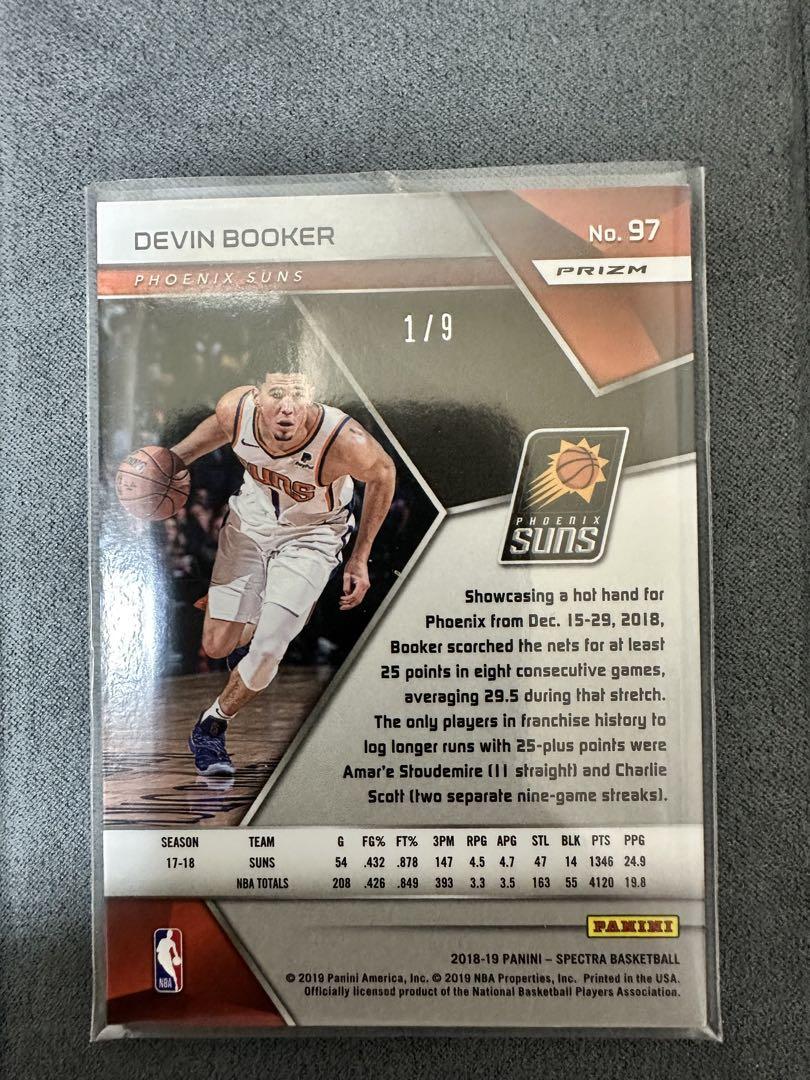 DEVIN BOOKER
No. 97
PHOENIX SUNS
PRIZM
1/9
SUNS
1
PHOENIX
SUNS
Showcasing a hot hand for
Phoenix from Dec. 15-29, 2018,
Booker scorched the nets for at least
25 points in eight consecutive games,
averaging 29.5 during that stretch.
The only players in franchise history to
log longer runs with 25-plus points were
Amar'e Stoudemire (11 straight) and Charlie
Scott (two separate nine-game streaks).
SEASON TEAM G FG% FT% 3PM RPG APG STL BLK PTS PPG
17-18 SUNS 54 .432 .878 147 4.5 4.7 47 14 1346 24.9
NBA TOTALS 208 .426 .849 393 3.3 3.5 163 55 4120 19.8
PANINI
NBA
2018-19 PANINI – SPECTRA BASKETBALL
© 2019 Panini America, Inc. © 2019 NBA Properties, Inc. Printed in the USA.
Officially licensed product of the National Basketball Players Association.